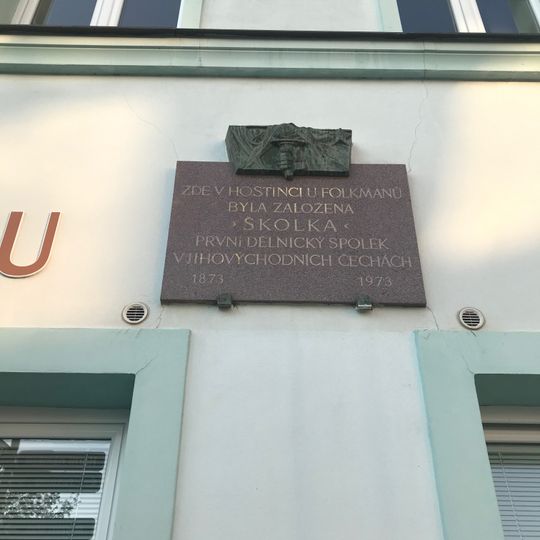 ZDE V HOSTINCI U FOLKMANŮ
BYLA ZALOŽENA
› ŠKOLKA ‹
PRVNÍ DĚLNICKÝ SPOLEK
V JIHOVÝCHODNÍCH ČECHÁCH
1873 1973
U